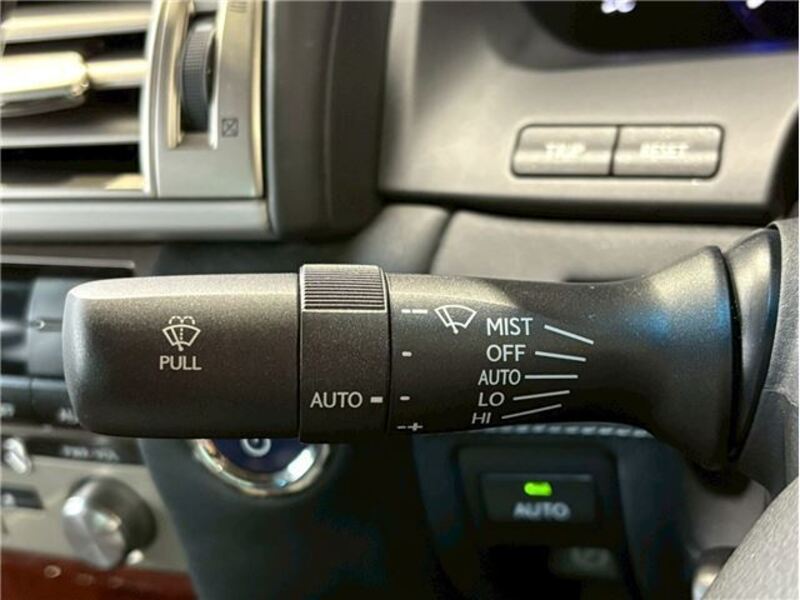 TRIP RESET
MIST
OFF
PULL
AUTO
AUTO
LO
HI
AUTO